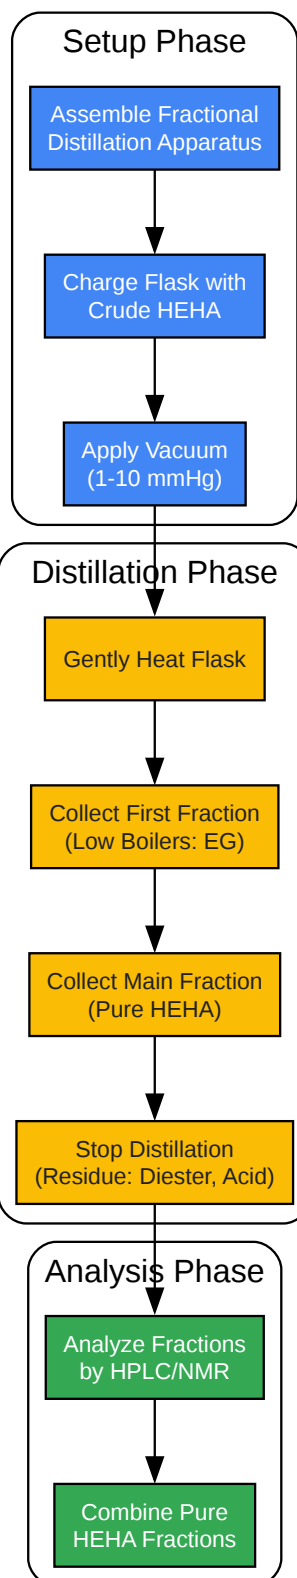 Setup Phase
Assemble Fractional
Distillation Apparatus
Charge Flask with
Crude HEHA
Apply Vacuum
(1-10 mmHg)
Distillation Phase
Gently Heat Flask
Collect First Fraction
(Low Boilers: EG)
Collect Main Fraction
(Pure HEHA)
Stop Distillation
(Residue: Diester, Acid)
Analysis Phase
Analyze Fractions
by HPLC/NMR
Combine Pure
HEHA Fractions